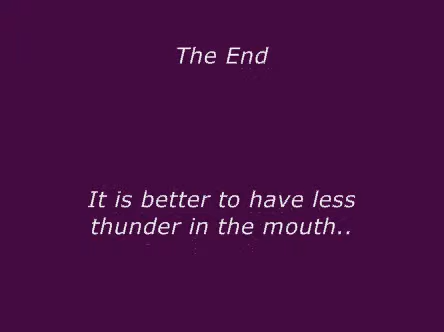 The End
It is better to have less
thunder in the mouth..